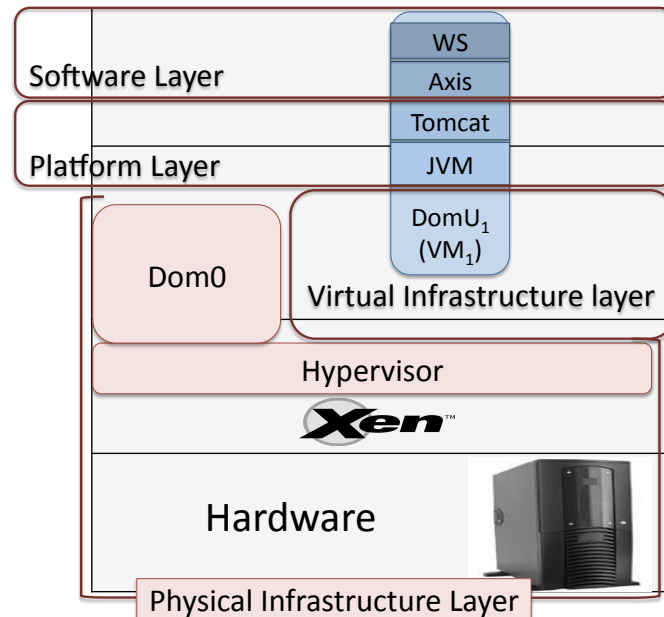 WS
Software Layer
Axis
Tomcat
Platform Layer
JVM
DomU₁
(VM₁)
Dom0
Virtual Infrastructure layer
Hypervisor
Xen™
Hardware
Physical Infrastructure Layer